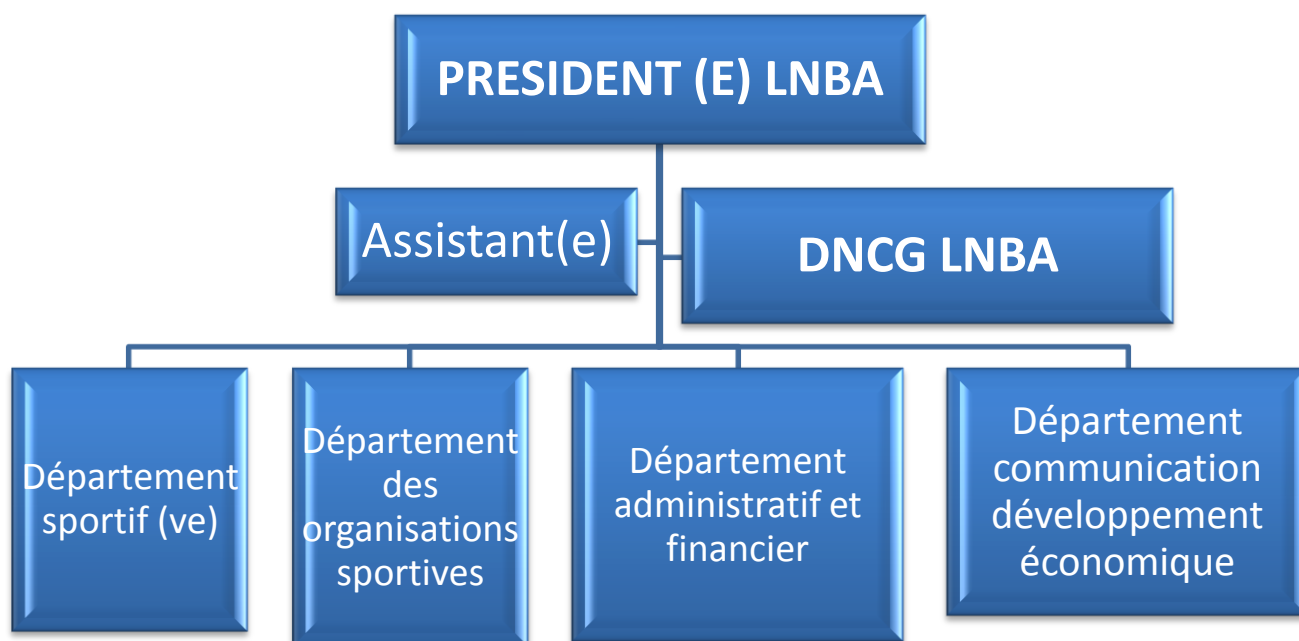 PRESIDENT (E) LNBA
Assistant(e)
DNCG LNBA
Département
sportif (ve)
Département
des
organisations
sportives
Département
administratif et
financier
Département
communication
développement
économique